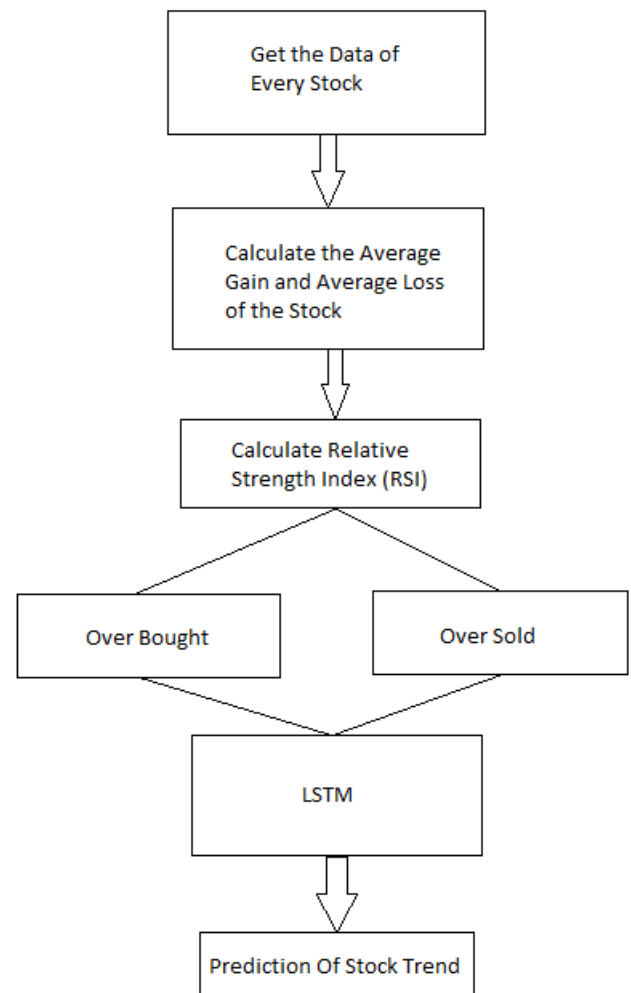 Get the Data of
Every Stock
Calculate the Average
Gain and Average Loss
of the Stock
Calculate Relative
Strength Index (RSI)
Over Bought
Over Sold
LSTM
Prediction Of Stock Trend